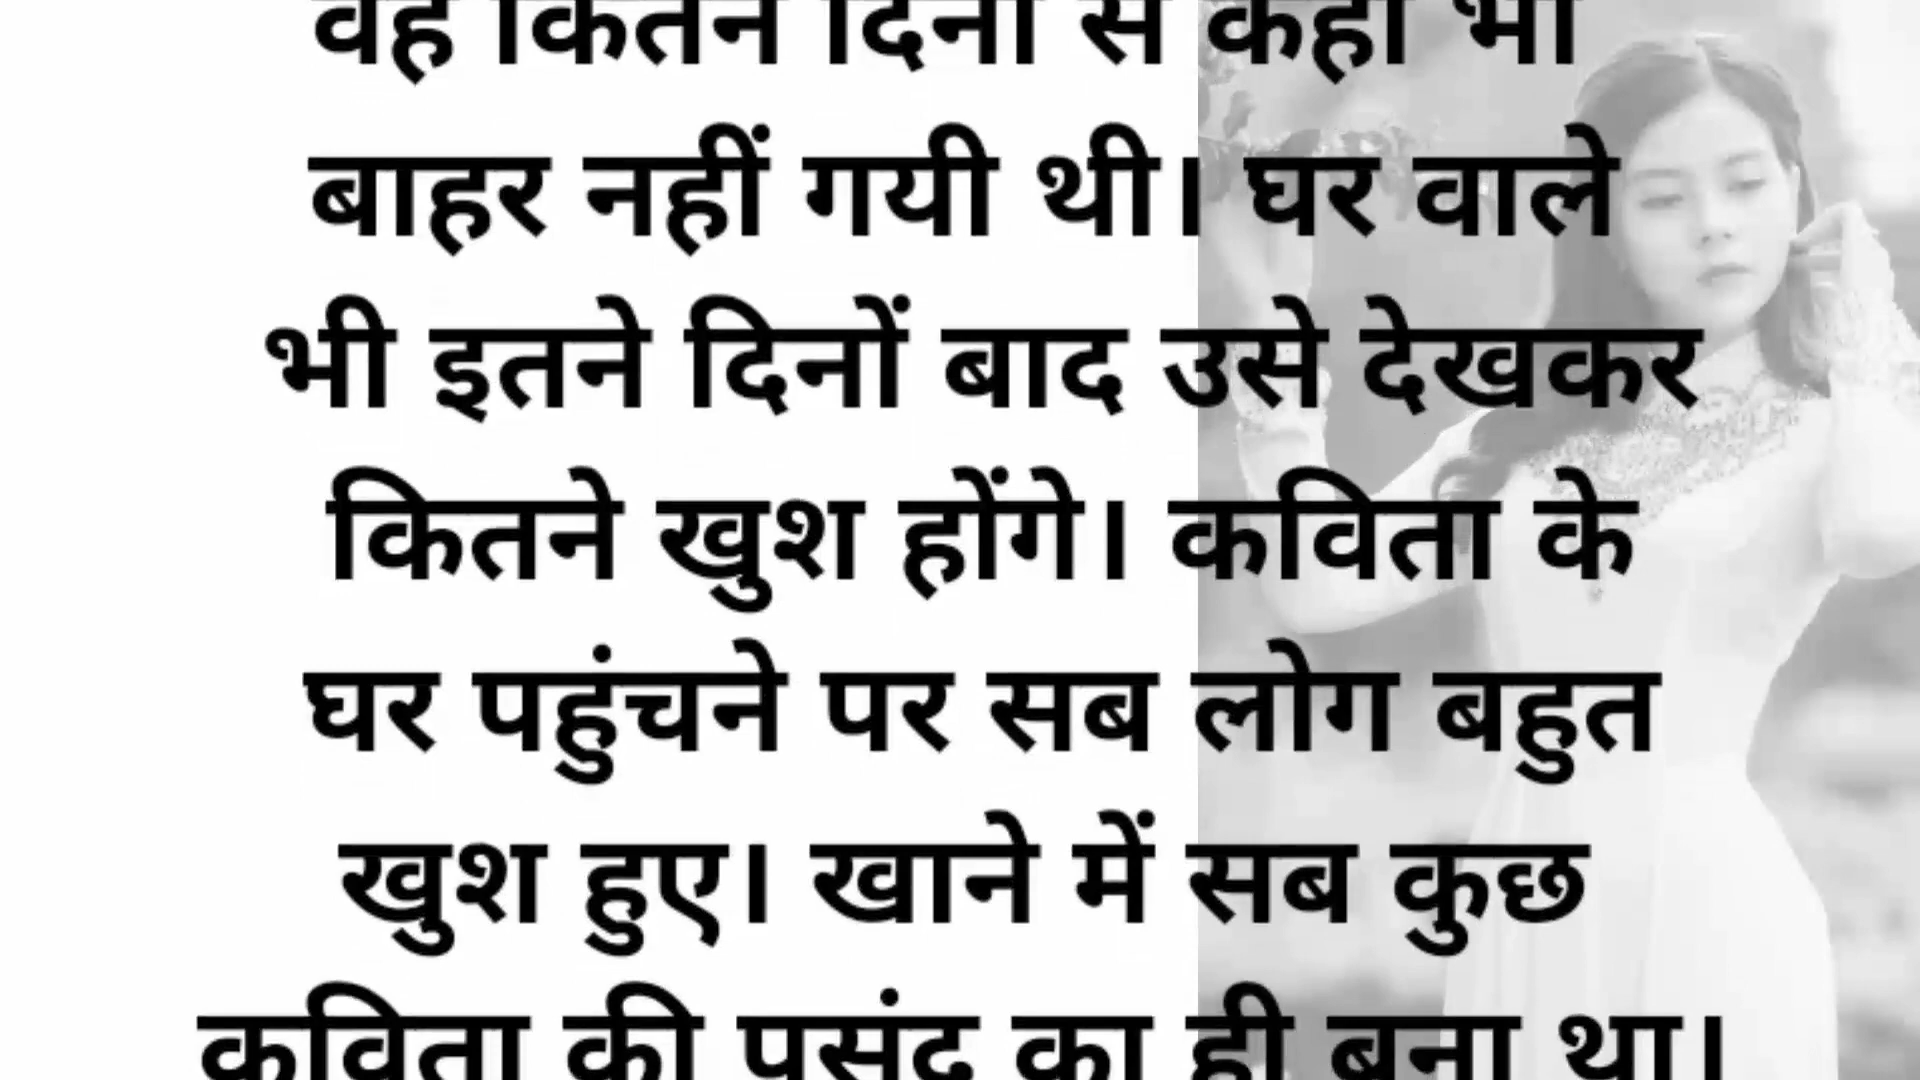 वह कितने दिनों से कहीं भी
बाहर नहीं गयी थी। घर वाले
भी इतने दिनों बाद उसे देखकर
कितने खुश होंगे। कविता के
घर पहुंचने पर सब लोग बहुत
खुश हुए। खाने में सब कुछ
कविता की पसंद का ही बना था।